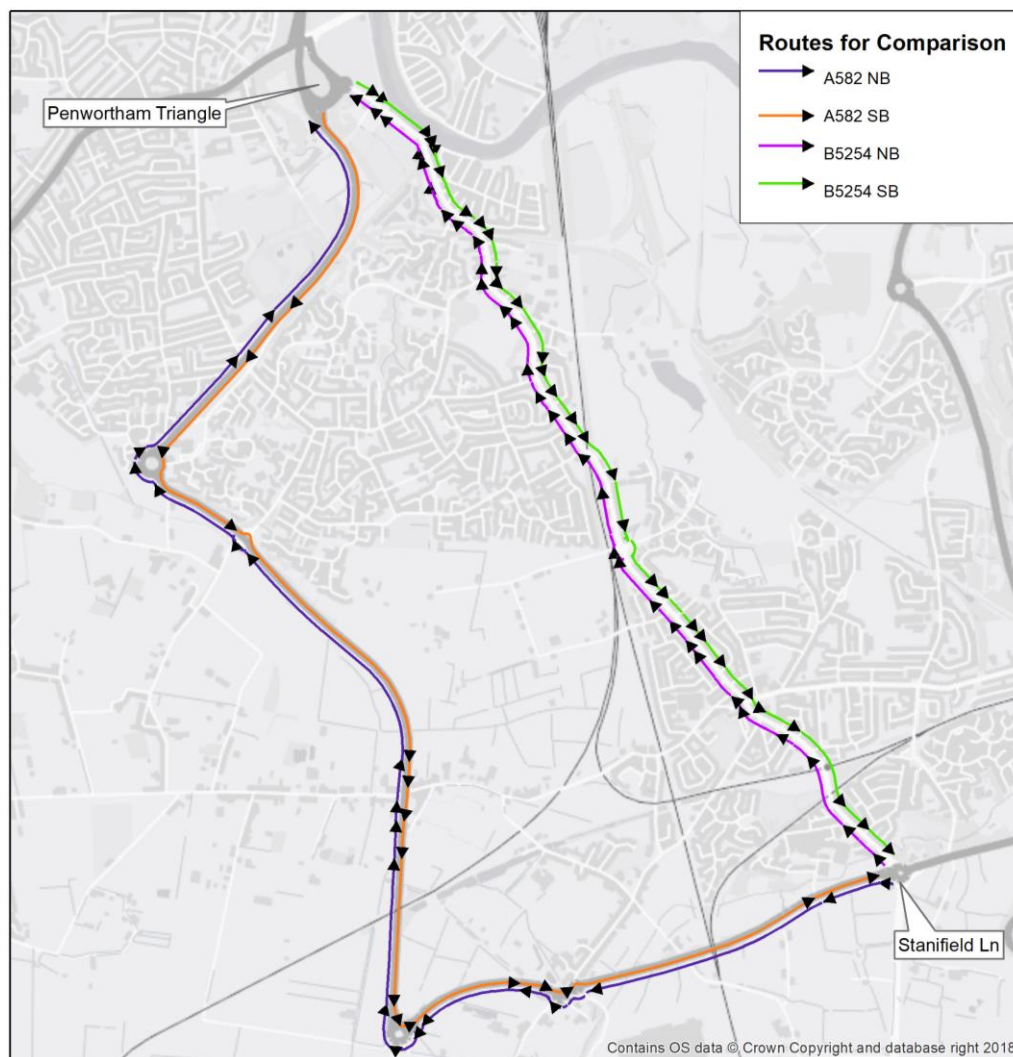 Routes for Comparison
A582 NB
A582 SB
B5254 NB
B5254 SB
Penwortham Triangle
Stanifield Ln
Contains OS data © Crown Copyright and database right 2018